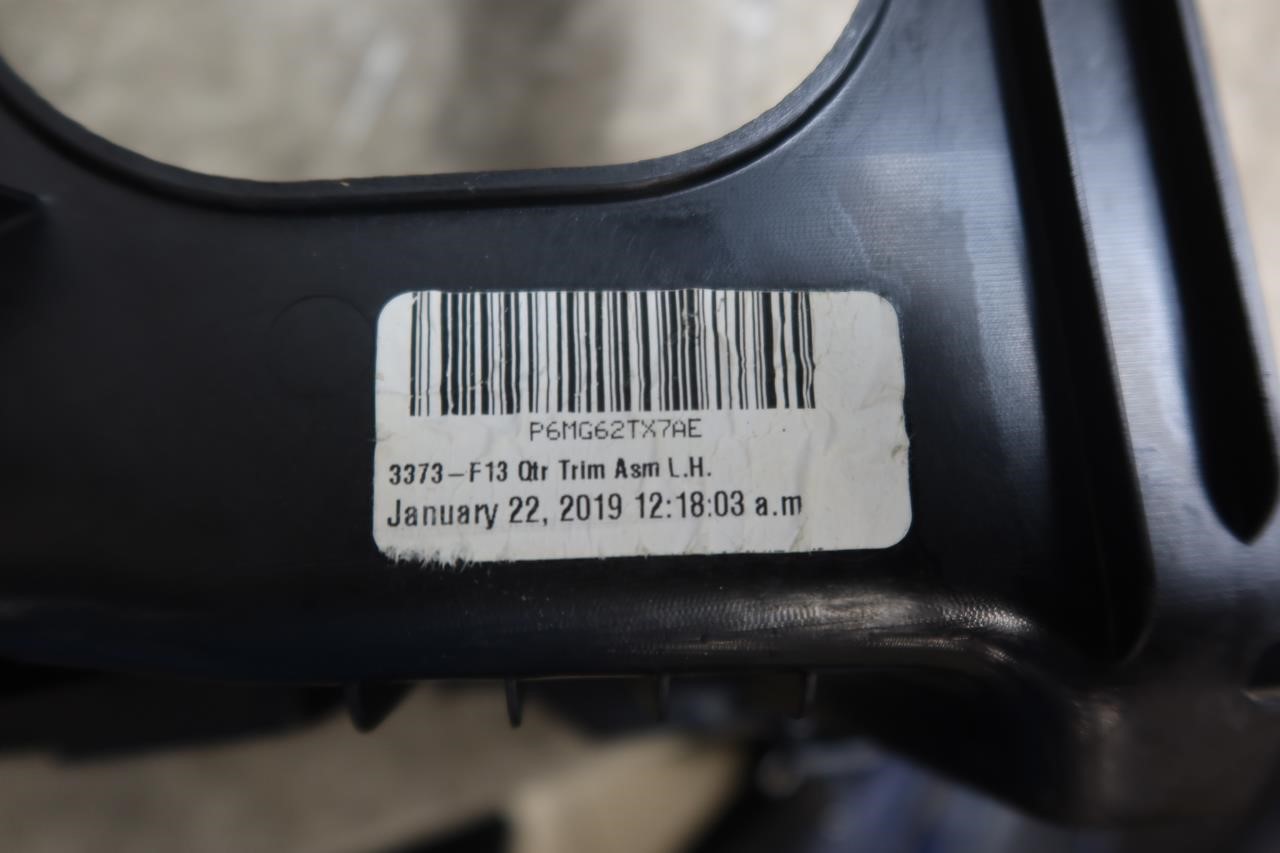 P6MG62TX7AE
3373-F13 Qtr Trim Asm L.H.
January 22, 2019 12:18:03 a.m